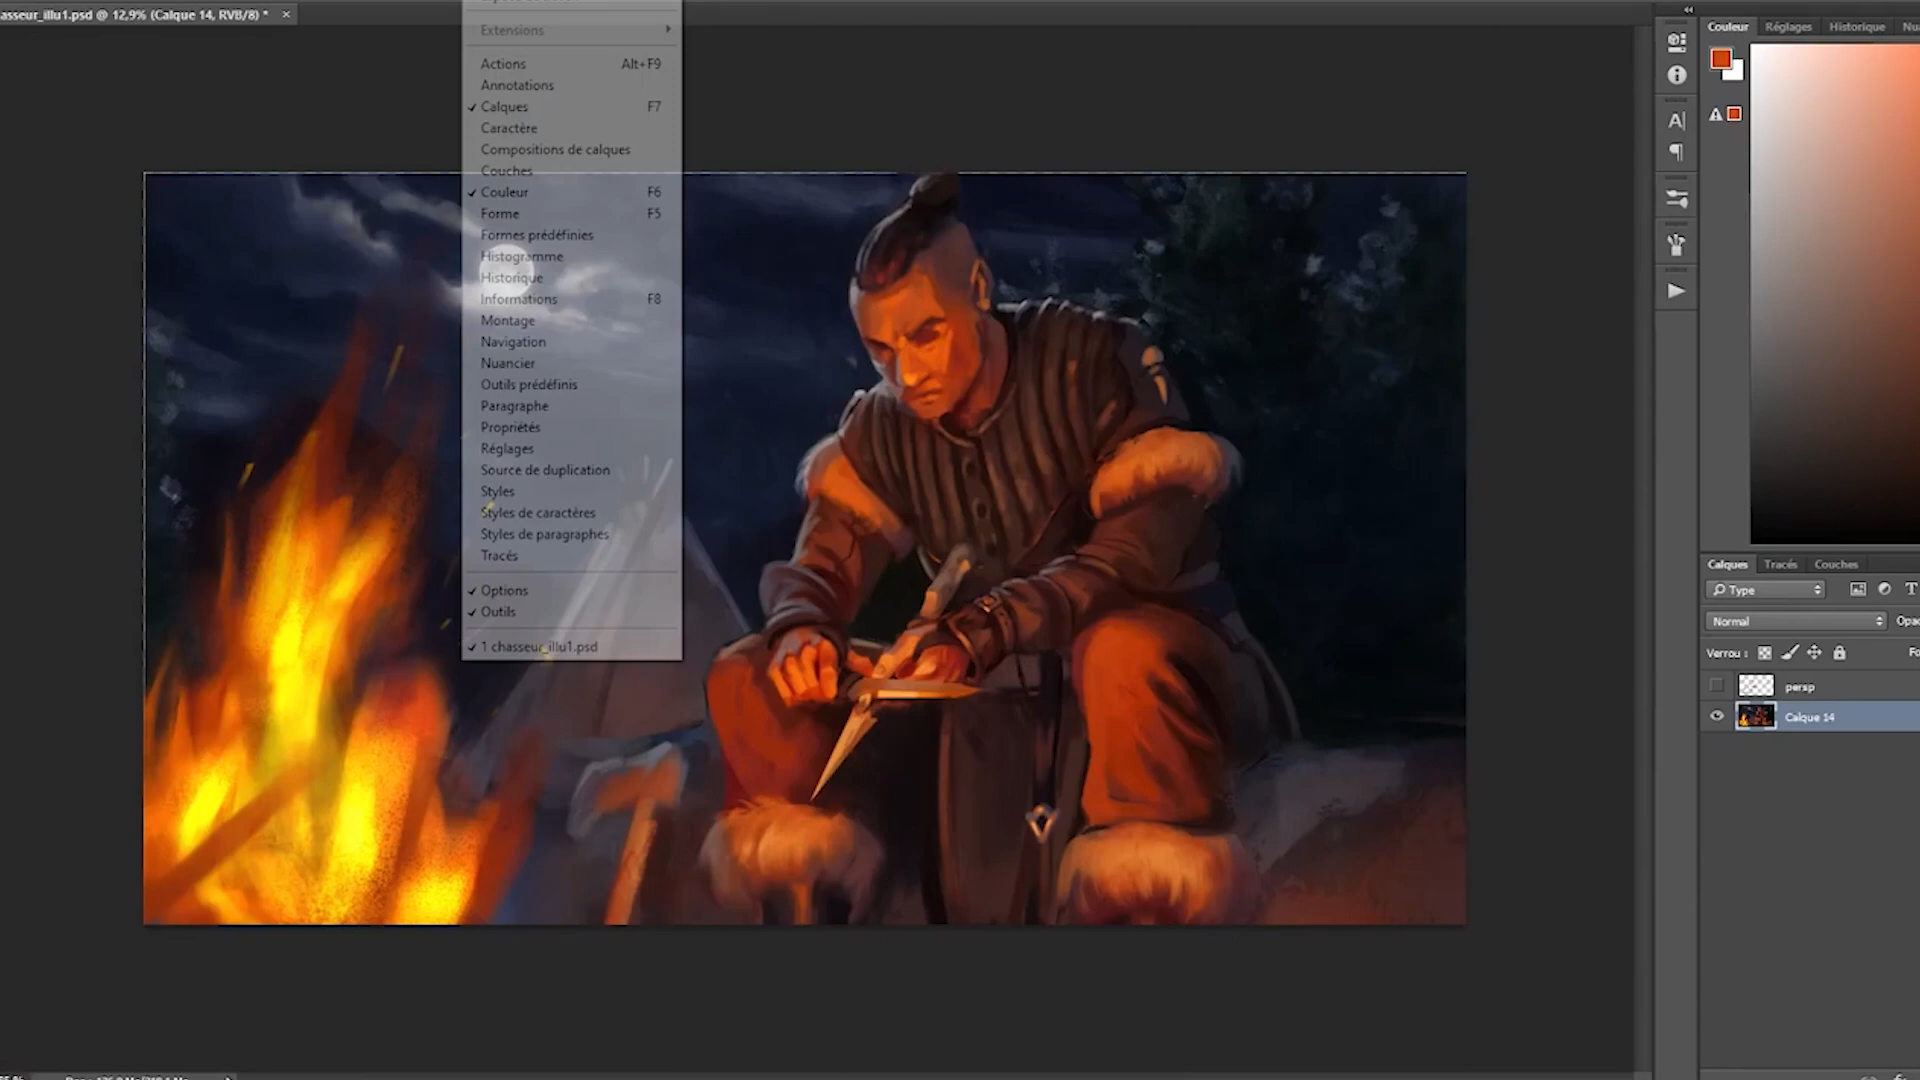 asseur_illu1.psd @ 12,9% (Calque 14, RVB/8) * ×
Extensions
Actions Alt+F9
Annotations
✓ Calques F7
Caractère
Compositions de calques
Couches
✓ Couleur F6
Forme F5
Formes prédéfinies
Histogramme
Historique
Informations F8
Montage
Navigation
Nuancier
Outils prédéfinis
Paragraphe
Propriétés
Réglages
Source de duplication
Styles
Styles de caractères
Styles de paragraphes
Tracés
✓ Options
✓ Outils
✓ 1 chasseur_illu1.psd
Couleur Réglages Historique Nu
Calques Tracés Couches
Type
Normal Opac
Verrou : Fo
persp
Calque 14